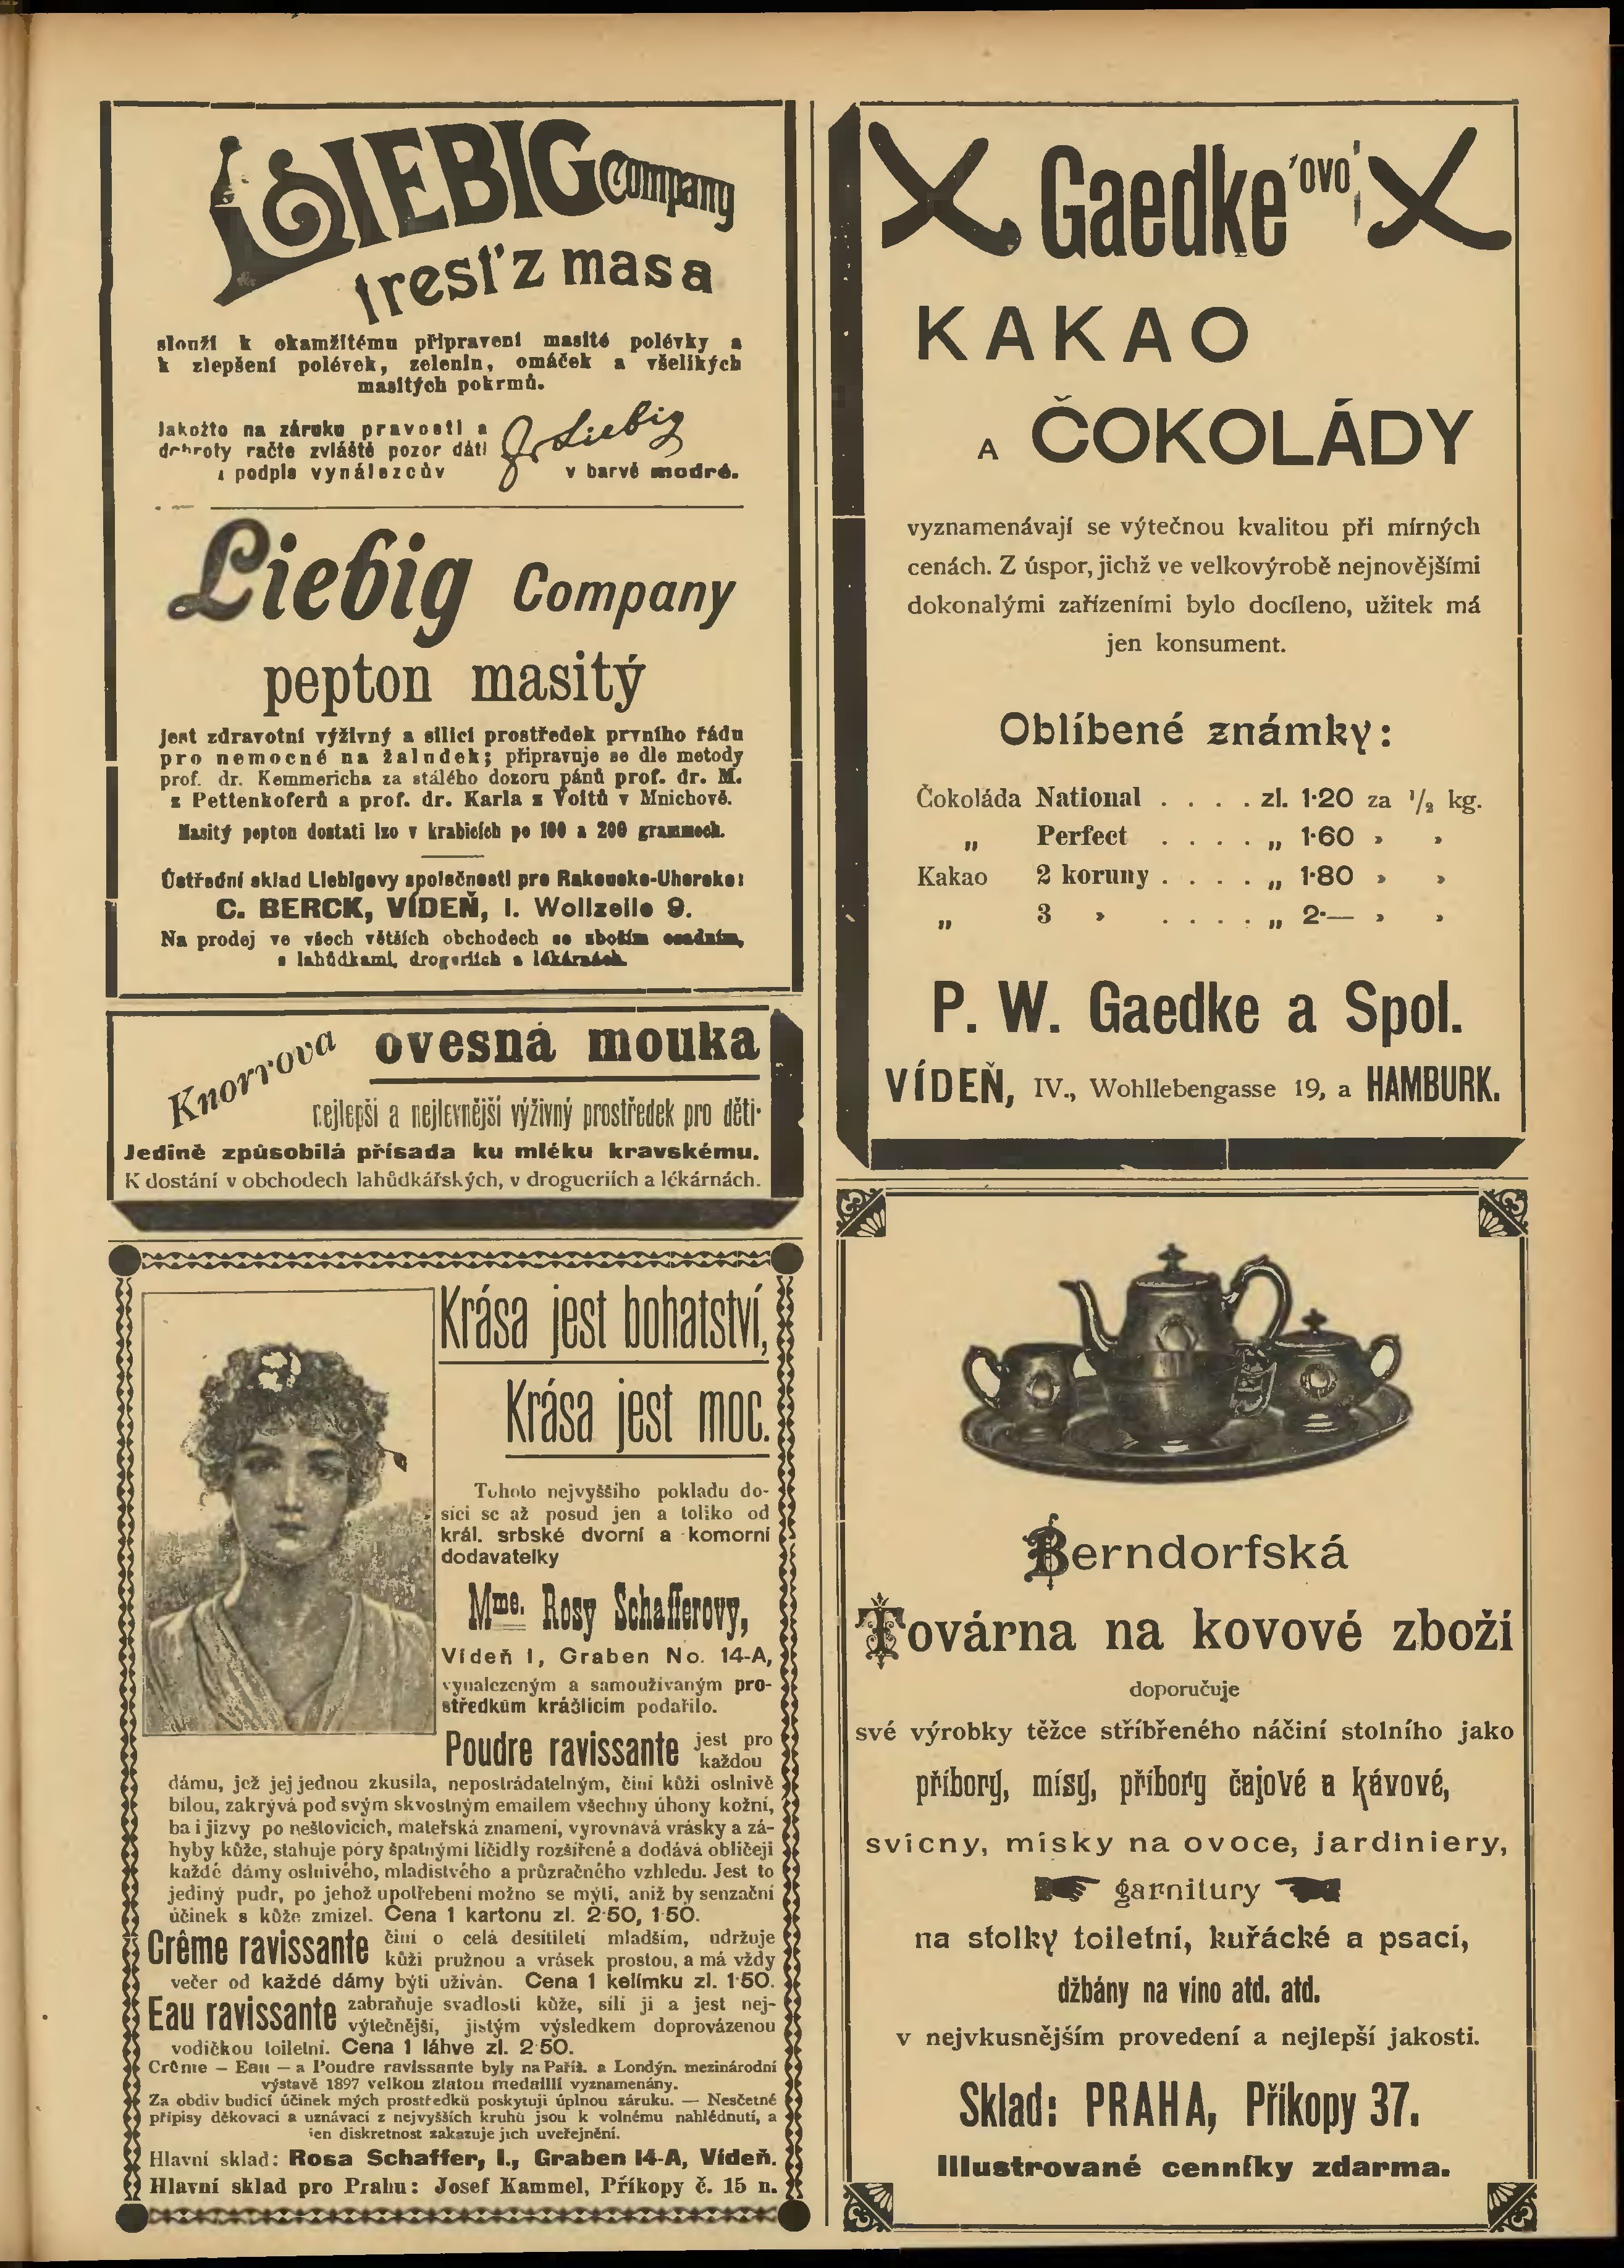 LIEBIG Company
tresť z masa
slouží k okamžitému připravení masité polévky a
k zlepšení polévek, zelenin, omáček a všelikých
masitých pokrmů.
Jakožto na záruku pravosti a
dobroty račte zvláště pozor dáti
podpis vynálezcův
J. Liebig
v barvě modré.
Liebig Company
pepton masitý
jest zdravotní výživný a sílicí prostředek prvního řádu
pro nemocné na žaludek; připravuje se dle metody
prof. dr. Kemmericha za stálého dozoru pánů prof. dr. M.
z Pettenkoferů a prof. dr. Karla z Voitů v Mnichově.
Masitý pepton dostati lzo v krabicích po 100 a 200 grammech.
Ústřední sklad Liebigovy společnosti pro Rakousko-Uhersko:
C. BERCK, VÍDEŇ, I. Wollzeile 9.
Na prodej ve všech větších obchodech se zbožím osadním,
s lahůdkami, drogeriích a lékárnách.
Knorrova ovesná mouka
nejlepší a nejlevnější výživný prostředek pro děti·
Jedině způsobilá přísada ku mléku kravskému.
K dostání v obchodech lahůdkářských, v drogueriích a lékárnách.
Krása jest bohatství,
Krása jest moc.
Tohoto nejvyššího pokladu do-
síci se až posud jen a toliko od
král. srbské dvorní a komorní
dodavatelky
Mme. Rosy Schafferovy,
Vídeň I, Graben No. 14-A,
vynalezeným a samoužívaným pro-
středkům krášlicím podařilo.
Poudre ravissante jest pro
každou
dámu, jež jej jednou zkusila, nepostrádatelným, činí kůži oslnivě
bílou, zakrývá pod svým skvostným emailem všechny úhony kožní,
ba i jizvy po neštovicích, mateřská znamení, vyrovnává vrásky a zá-
hyby kůže, stahuje póry špatnými líčidly rozšířené a dodává obličeji
každé dámy oslnivého, mladistvého a průzračného vzhledu. Jest to
jediný pudr, po jehož upotřebení možno se mýti, aniž by senzační
účinek s kůže zmizel. Cena 1 kartonu zl. 2·50, 1·50.
Crême ravissante činí o celá desítiletí mladším, udržuje
kůži pružnou a vrásek prostou, a má vždy
večer od každé dámy býti užíván. Cena 1 kelímku zl. 1·50.
Eau ravissante zabraňuje svadlosti kůže, sílí ji a jest nej-
výtečnější, jistým výsledkem doprovázenou
vodičkou toiletní. Cena 1 láhve zl. 2·50.
Crême — Eau — a Poudre ravissante byly na Paříž. a Londýn. mezinárodní
výstavě 1897 velkou zlatou medaillí vyznamenány.
Za obdiv budící účinek mých prostředků poskytuji úplnou záruku. — Nesčetné
přípisy děkovací a uznávací z nejvyšších kruhů jsou k volnému nahlédnutí, a
jen diskretnost zakazuje jich uveřejnění.
Hlavní sklad: Rosa Schaffer, I., Graben 14-A, Vídeň.
Hlavní sklad pro Prahu: Josef Kammel, Příkopy č. 15 n.
Gaedke'ovo
KAKAO
A ČOKOLÁDY
vyznamenávají se výtečnou kvalitou při mírných
cenách. Z úspor, jichž ve velkovýrobě nejnovějšími
dokonalými zařízeními bylo docíleno, užitek má
jen konsument.
Oblíbené známky:
Čokoláda National . . . . zl. 1·20 za 1/2 kg.
„ Perfect . . . . „ 1·60 » »
Kakao 2 koruny . . . . „ 1·80 » »
„ 3 » . . . . „ 2·— » »
P. W. Gaedke a Spol.
VÍDEŇ, IV., Wohllebengasse 19, a HAMBURK.
Berndorfská
Továrna na kovové zboží
doporučuje
své výrobky těžce stříbřeného náčiní stolního jako
příbory, mísy, příbory čajové a kávové,
svícny, mísky na ovoce, jardiniery,
garnitury
na stolky toiletní, kuřácké a psací,
džbány na víno atd. atd.
v nejvkusnějším provedení a nejlepší jakosti.
Sklad: PRAHA, Příkopy 37.
Illustrované cenníky zdarma.